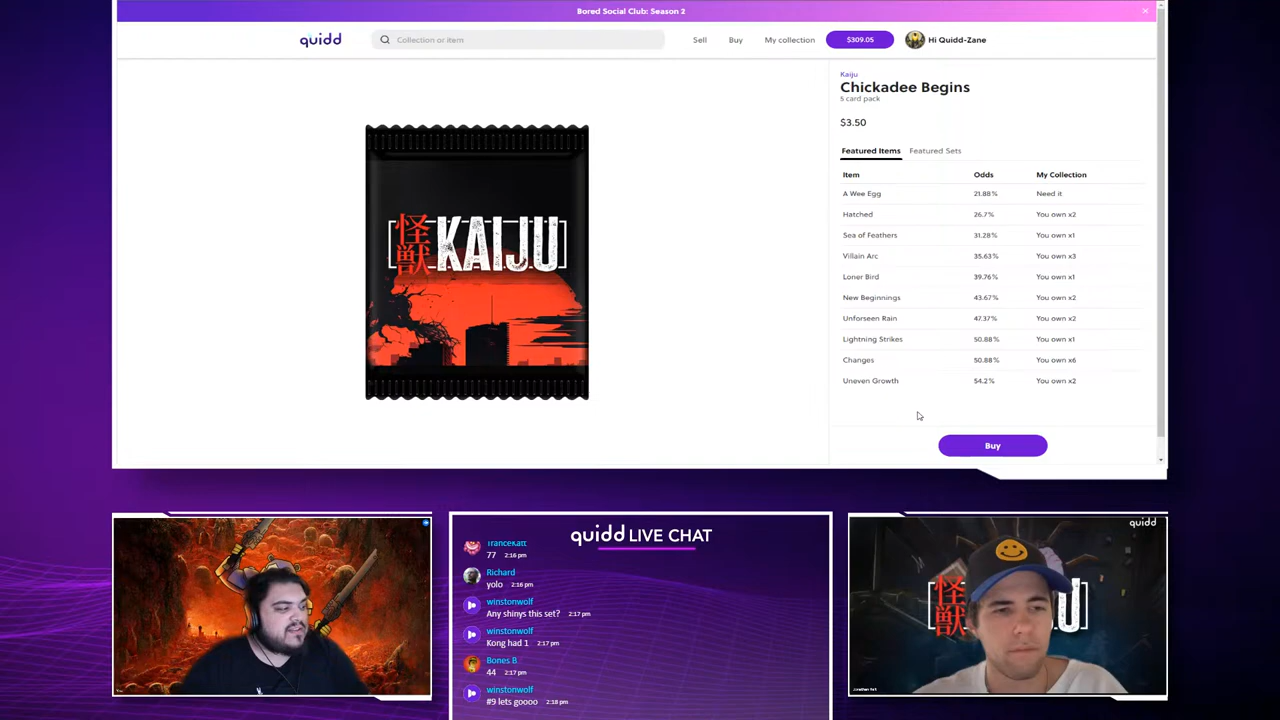 Bored Social Club: Season 2
quidd
Collection or item
Sell
Buy
My collection
$309.05
Hi Quidd-Zane
怪獣
KAIJU
Kaiju
Chickadee Begins
5 card pack
$3.50
Featured Items
Featured Sets
Item Odds My Collection
A Wee Egg 21.88% Need it
Hatched 26.7% You own x2
Sea of Feathers 31.28% You own x1
Villain Arc 35.63% You own x3
Loner Bird 39.76% You own x1
New Beginnings 43.67% You own x2
Unforseen Rain 47.37% You own x2
Lightning Strikes 50.88% You own x1
Changes 50.88% You own x6
Uneven Growth 54.2% You own x2
Buy
quidd LIVE CHAT
TranceKatt
77 2:16 pm
Richard
yolo 2:16 pm
winstonwolf
Any shinys this set? 2:17 pm
winstonwolf
Kong had 1 2:17 pm
Bones B
44 2:17 pm
winstonwolf
#9 lets goooo 2:18 pm
quidd
怪獣
U